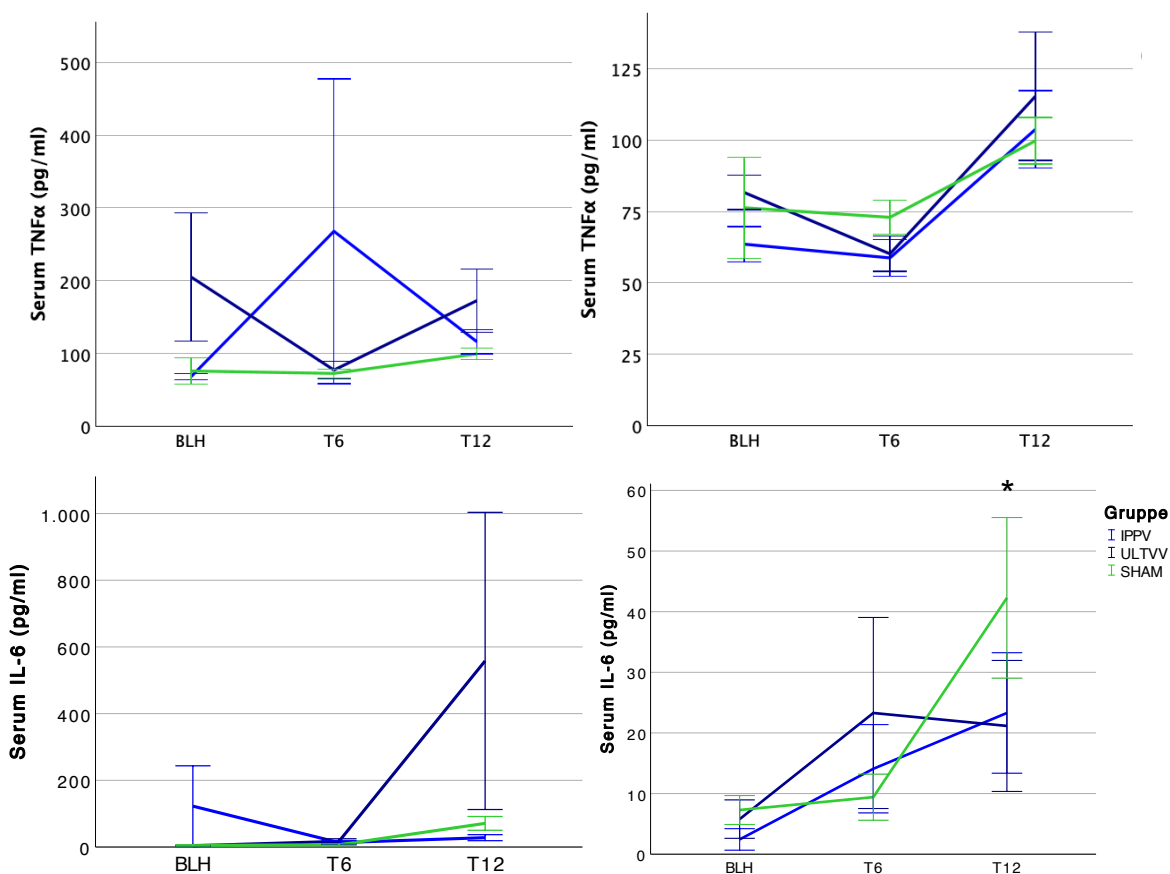 500
400
300
200
100
0
Serum TNFα (pg/ml)
BLH T6 T12
125
100
75
50
25
0
Serum TNFα (pg/ml)
BLH T6 T12
1.000
800
600
400
200
0
Serum IL-6 (pg/ml)
BLH T6 T12
60
50
40
30
20
10
0
Serum IL-6 (pg/ml)
*
BLH T6 T12
Gruppe
IPPV
ULTVV
SHAM